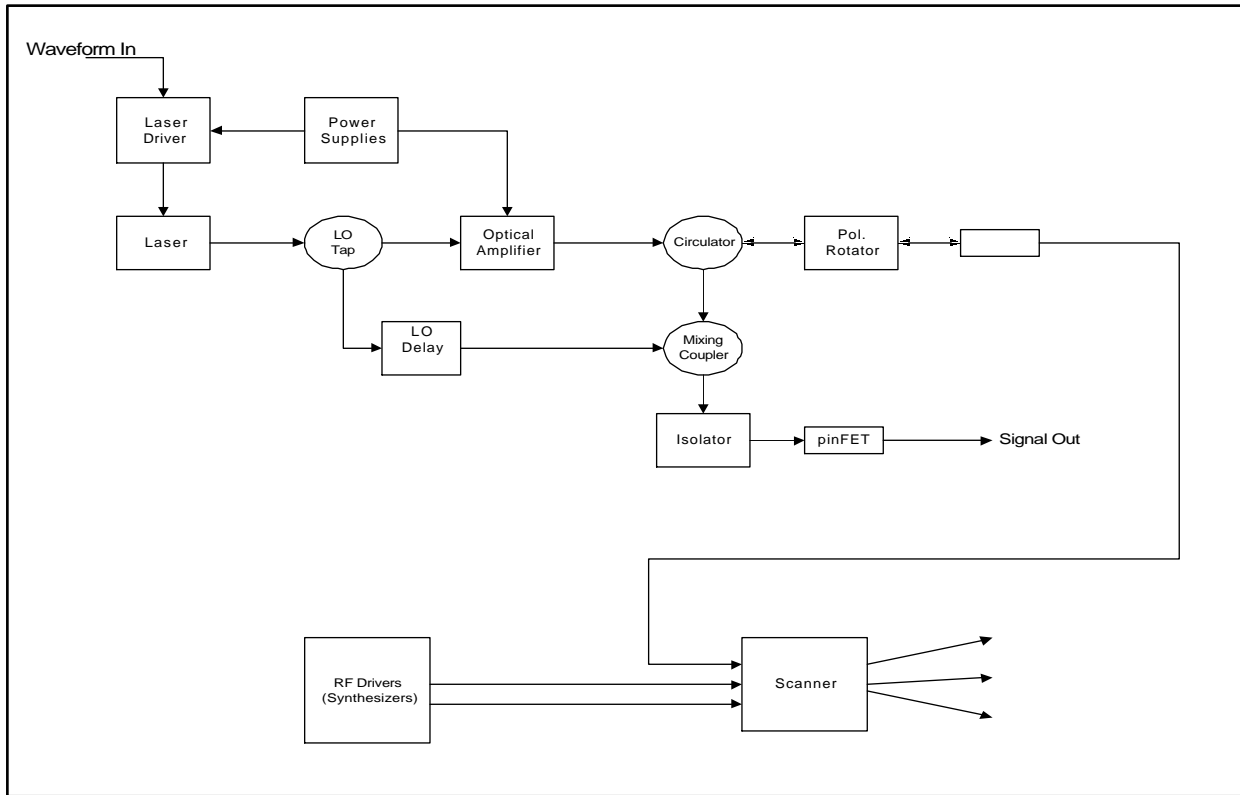 Waveform In
Laser
Driver
Power
Supplies
Laser
LO
Tap
Optical
Amplifier
Circulator
Pol.
Rotator
LO
Delay
Mixing
Coupler
Isolator
pinFET
Signal Out
RF Drivers
(Synthesizers)
Scanner